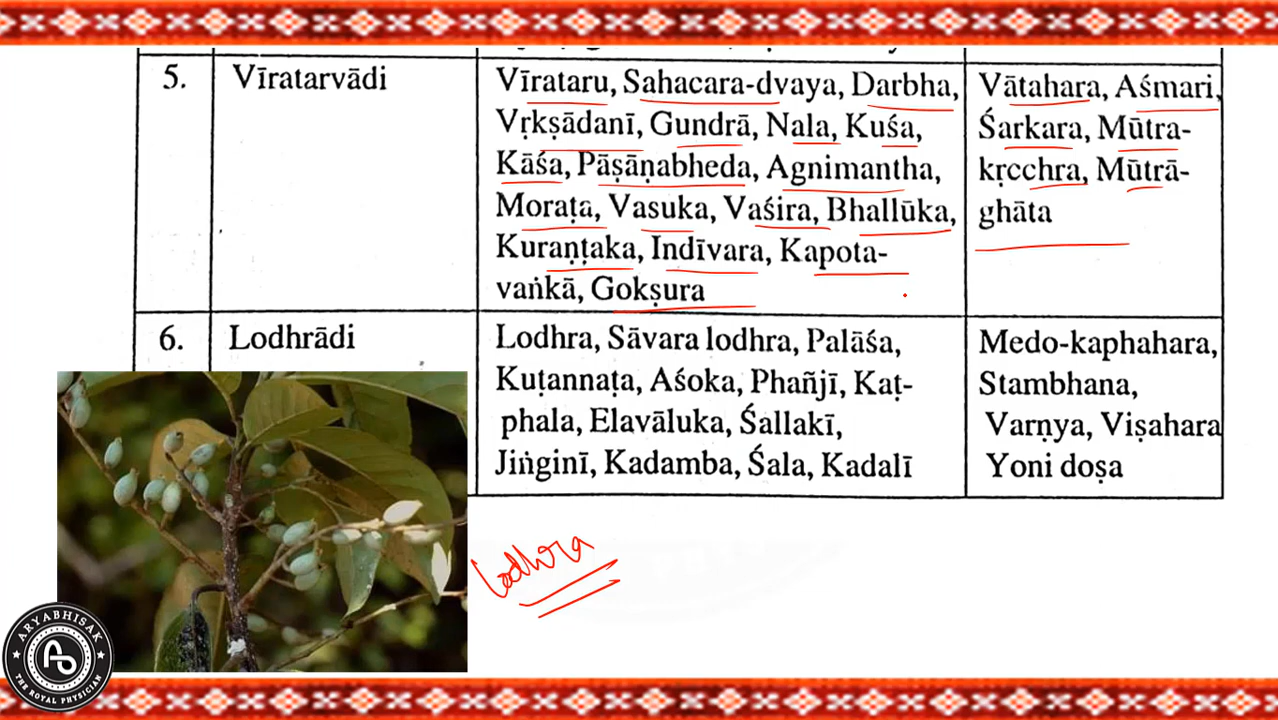 5. Vīratarvādi Vīrataru, Sahacara-dvaya, Darbha, Vātahara, Aśmari,
Vṛkṣādanī, Gundrā, Nala, Kuśa, Śarkara, Mūtra-
Kāśa, Pāṣāṇabheda, Agnimantha, kṛcchra, Mūtrā-
Moraṭa, Vasuka, Vaśira, Bhallūka, ghāta
Kuraṇṭaka, Indīvara, Kapota-
vaṅkā, Gokṣura
6. Lodhrādi Lodhra, Sāvara lodhra, Palāśa, Medo-kaphahara,
Kuṭannaṭa, Aśoka, Phañjī, Kaṭ- Stambhana,
phala, Elavāluka, Śallakī, Varṇya, Viṣahara
Jiṅginī, Kadamba, Śala, Kadalī Yoni doṣa
Lodhra
ARYABHISAK
THE ROYAL PHYSICIAN